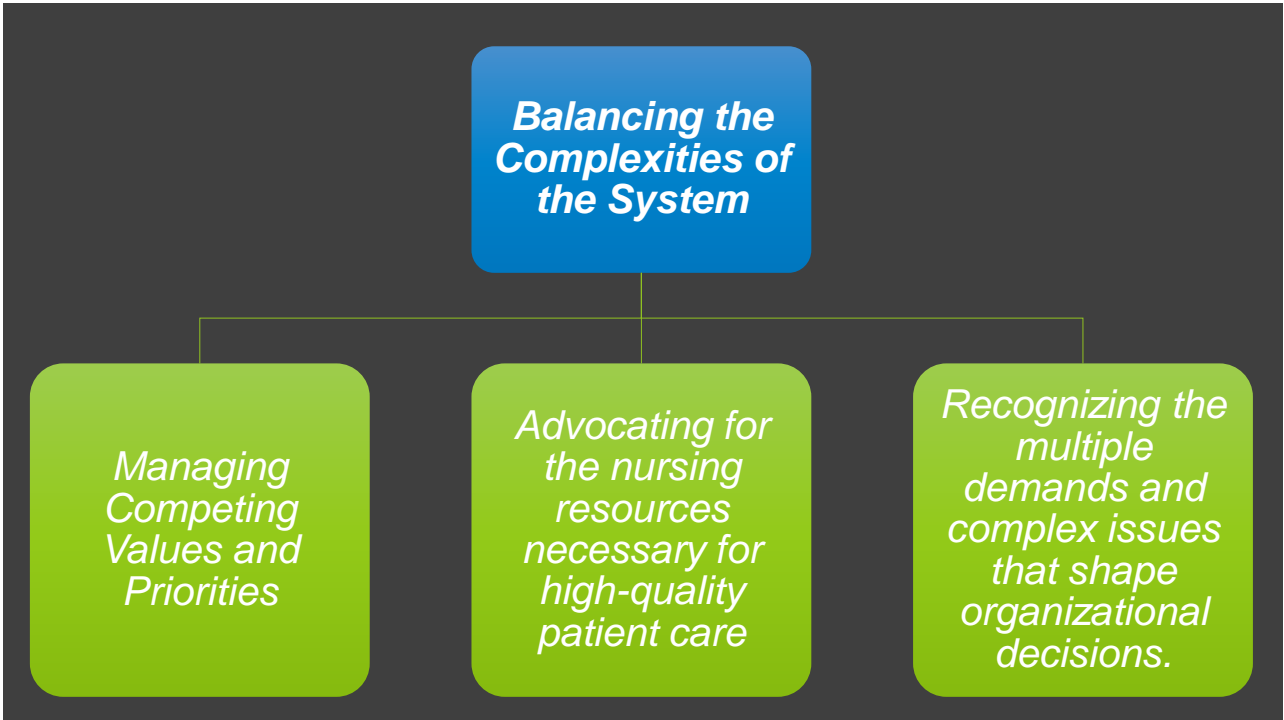 Balancing the
Complexities of
the System
Managing
Competing
Values and
Priorities
Advocating for
the nursing
resources
necessary for
high-quality
patient care
Recognizing the
multiple
demands and
complex issues
that shape
organizational
decisions.